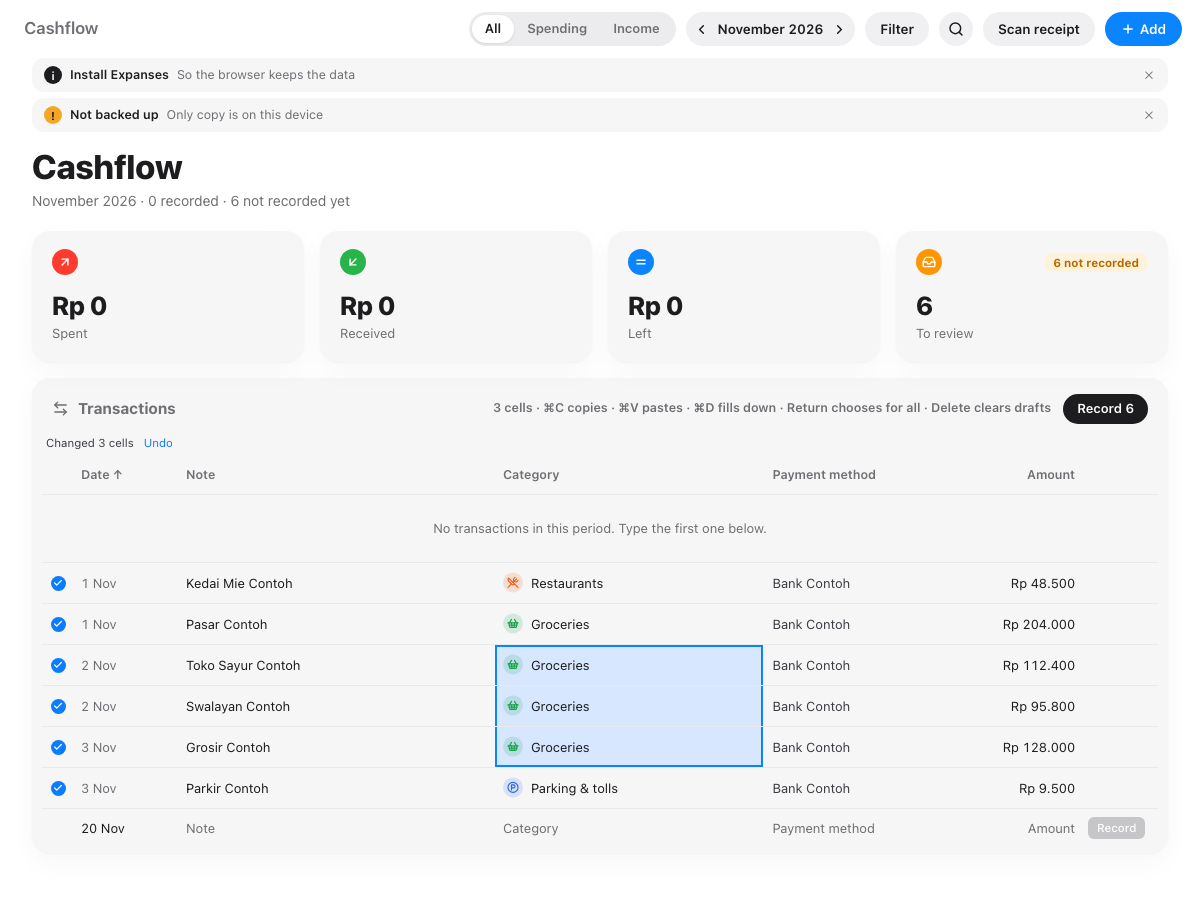 Cashflow
All Spending Income
November 2026
Filter
Scan receipt
+ Add
Install Expanses So the browser keeps the data
Not backed up Only copy is on this device
Cashflow
November 2026 · 0 recorded · 6 not recorded yet
Rp 0
Spent
Rp 0
Received
Rp 0
Left
6 not recorded
6
To review
Transactions
3 cells · ⌘C copies · ⌘V pastes · ⌘D fills down · Return chooses for all · Delete clears drafts
Record 6
Changed 3 cells Undo
Date ↑ Note Category Payment method Amount
No transactions in this period. Type the first one below.
1 Nov Kedai Mie Contoh Restaurants Bank Contoh Rp 48.500
1 Nov Pasar Contoh Groceries Bank Contoh Rp 204.000
2 Nov Toko Sayur Contoh Groceries Bank Contoh Rp 112.400
2 Nov Swalayan Contoh Groceries Bank Contoh Rp 95.800
3 Nov Grosir Contoh Groceries Bank Contoh Rp 128.000
3 Nov Parkir Contoh Parking & tolls Bank Contoh Rp 9.500
20 Nov Note Category Payment method Amount Record